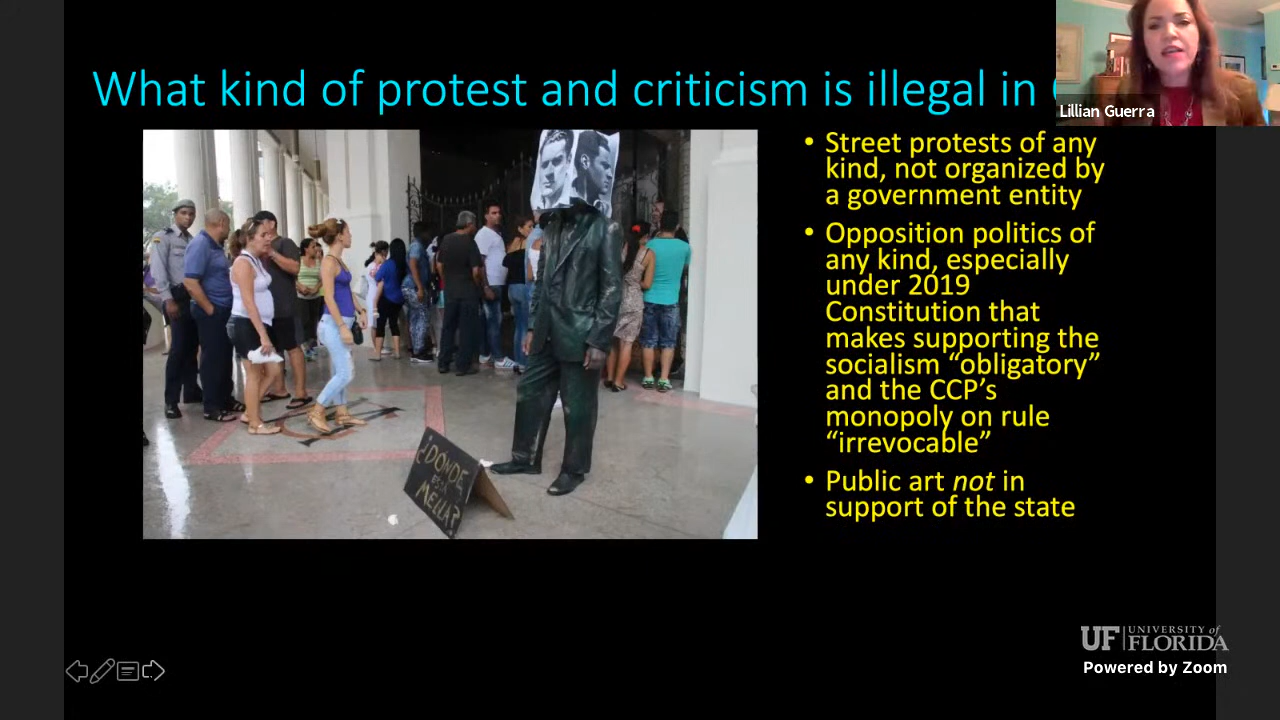 What kind of protest and criticism is illegal in
Lillian Guerra
• Street protests of any
kind, not organized by
a government entity
• Opposition politics of
any kind, especially
under 2019
Constitution that
makes supporting the
socialism “obligatory”
and the CCP’s
monopoly on rule
“irrevocable”
• Public art not in
support of the state
¿DONDE
ESTA
MELLA?
UF UNIVERSITY of
FLORIDA
Powered by Zoom